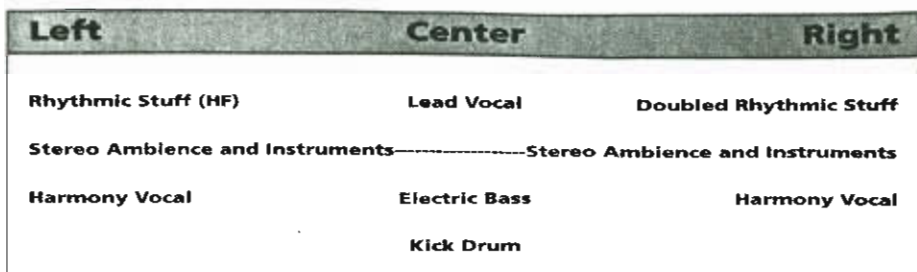 Left Center Right
Rhythmic Stuff (HF) Lead Vocal Doubled Rhythmic Stuff
Stereo Ambience and Instruments--------------------Stereo Ambience and Instruments
Harmony Vocal Electric Bass Harmony Vocal
Kick Drum